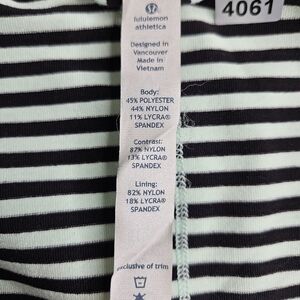 4061
lululemon
athletica
Designed in
Vancouver
Made in
Vietnam
Body:
45% POLYESTER
44% NYLON
11% LYCRA®
SPANDEX
Contrast:
87% NYLON
13% LYCRA®
SPANDEX
Lining:
82% NYLON
18% LYCRA®
SPANDEX
exclusive of trim